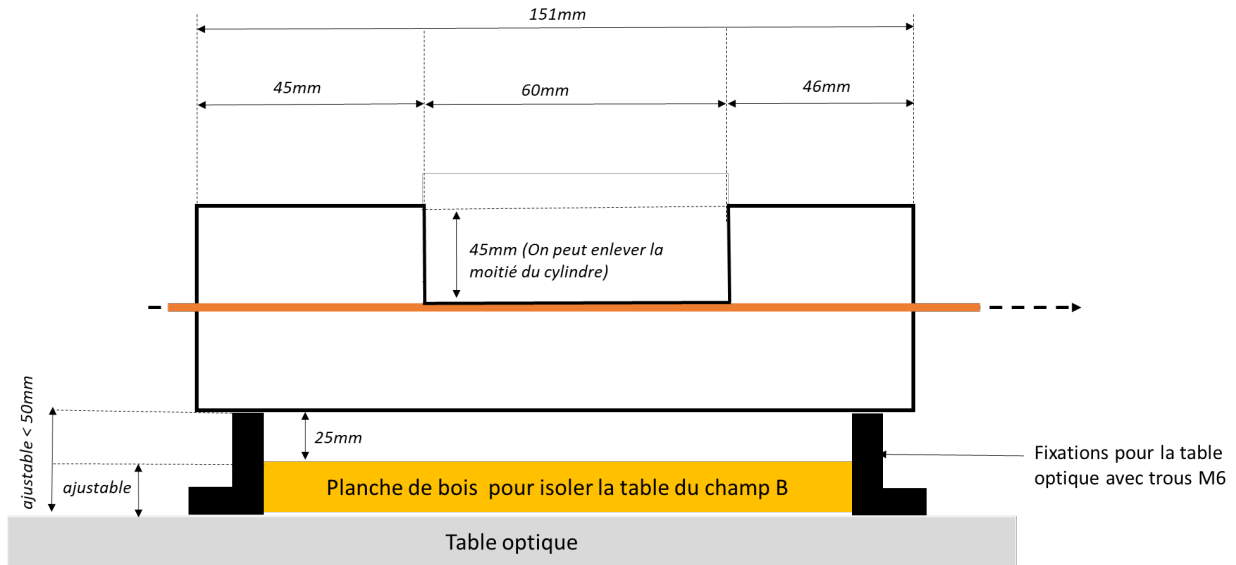 151mm
45mm
60mm
46mm
45mm (On peut enlever la
moitié du cylindre)
ajustable < 50mm
25mm
ajustable
Planche de bois pour isoler la table du champ B
Fixations pour la table
optique avec trous M6
Table optique